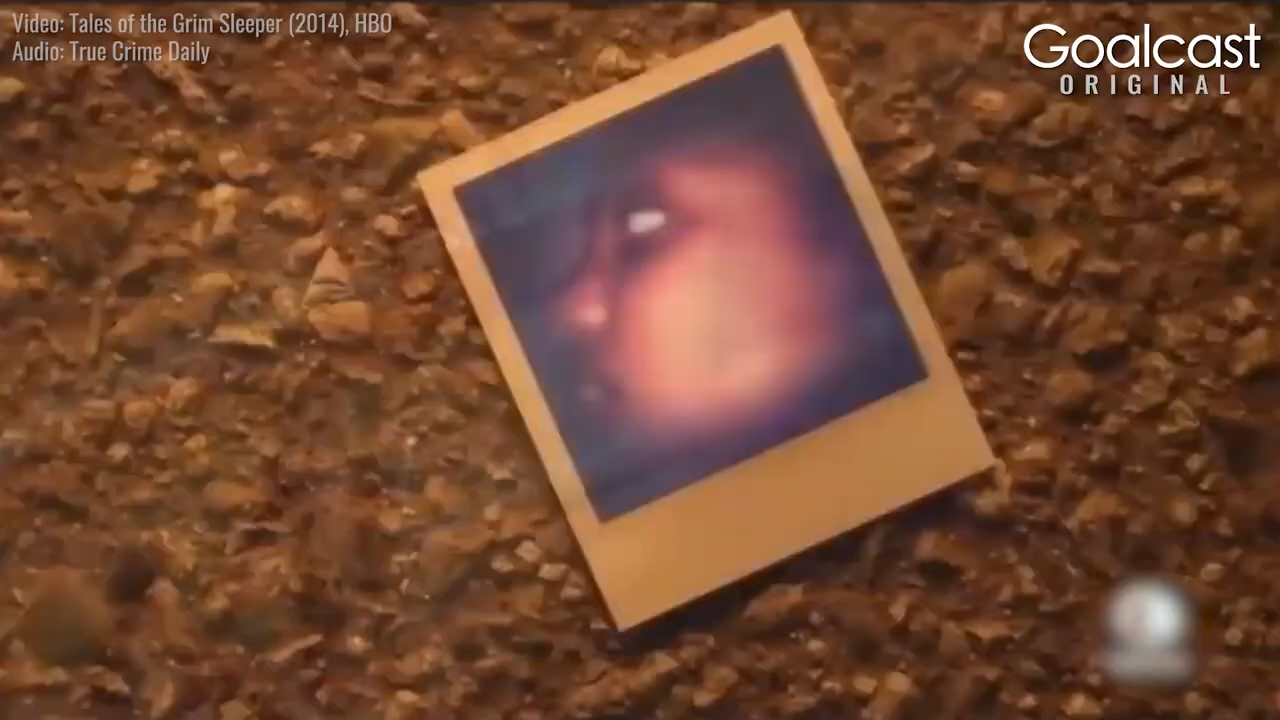 Video: Tales of the Grim Sleeper (2014), HBO
Audio: True Crime Daily
Goalcast
ORIGINAL